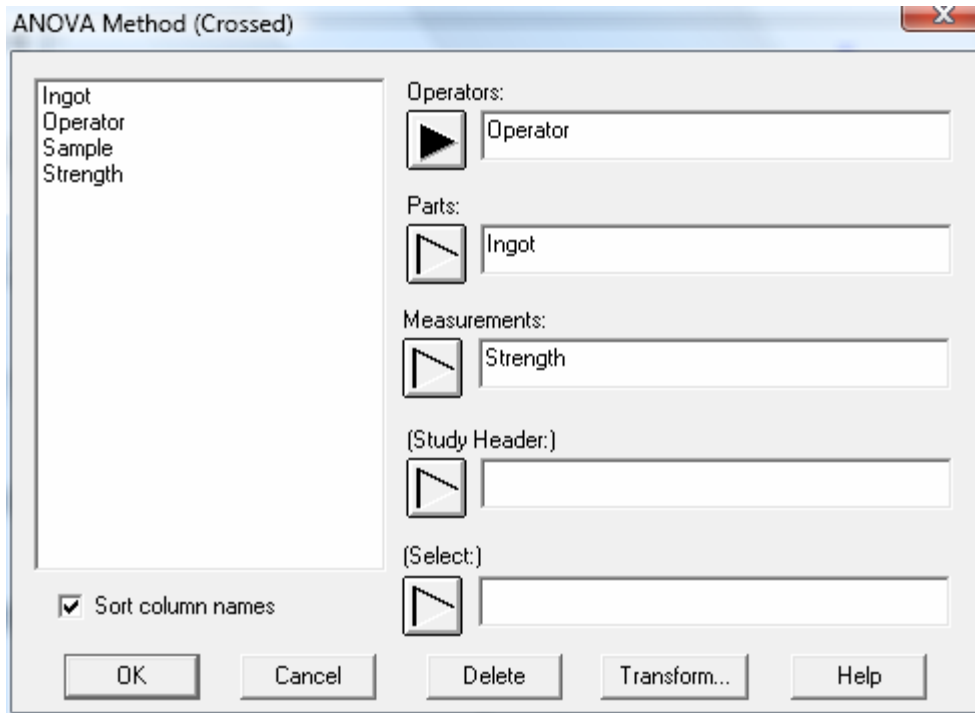 ANOVA Method (Crossed)
Ingot
Operator
Sample
Strength
Sort column names
Operators:
Operator
Parts:
Ingot
Measurements:
Strength
(Study Header:)
(Select:)
OK
Cancel
Delete
Transform...
Help